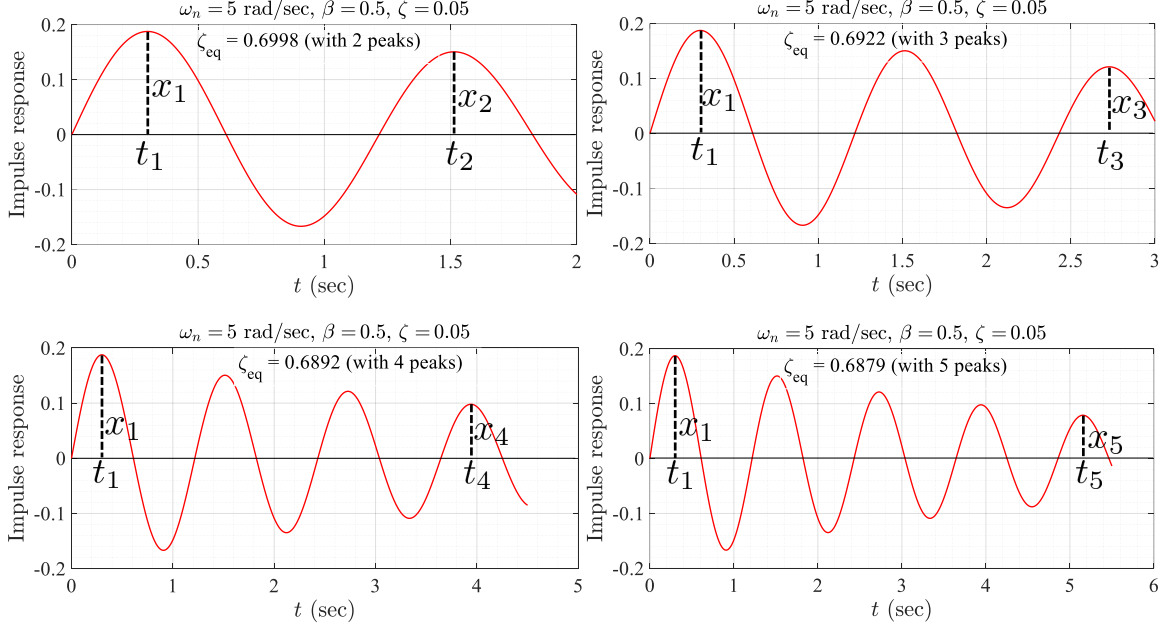 ωₙ = 5 rad/sec, β = 0.5, ζ = 0.05
ζeq = 0.6998 (with 2 peaks)
Impulse response
0.2
0.1
0
-0.1
-0.2
x₁
x₂
t₁
t₂
0 0.5 1 1.5 2
t (sec)
ωₙ = 5 rad/sec, β = 0.5, ζ = 0.05
ζeq = 0.6922 (with 3 peaks)
Impulse response
0.2
0.1
0
-0.1
-0.2
x₁
x₃
t₁
t₃
0 0.5 1 1.5 2 2.5 3
t (sec)
ωₙ = 5 rad/sec, β = 0.5, ζ = 0.05
ζeq = 0.6892 (with 4 peaks)
Impulse response
0.2
0.1
0
-0.1
-0.2
x₁
x₄
t₁
t₄
0 1 2 3 4 5
t (sec)
ωₙ = 5 rad/sec, β = 0.5, ζ = 0.05
ζeq = 0.6879 (with 5 peaks)
Impulse response
0.2
0.1
0
-0.1
-0.2
x₁
x₅
t₁
t₅
0 1 2 3 4 5 6
t (sec)